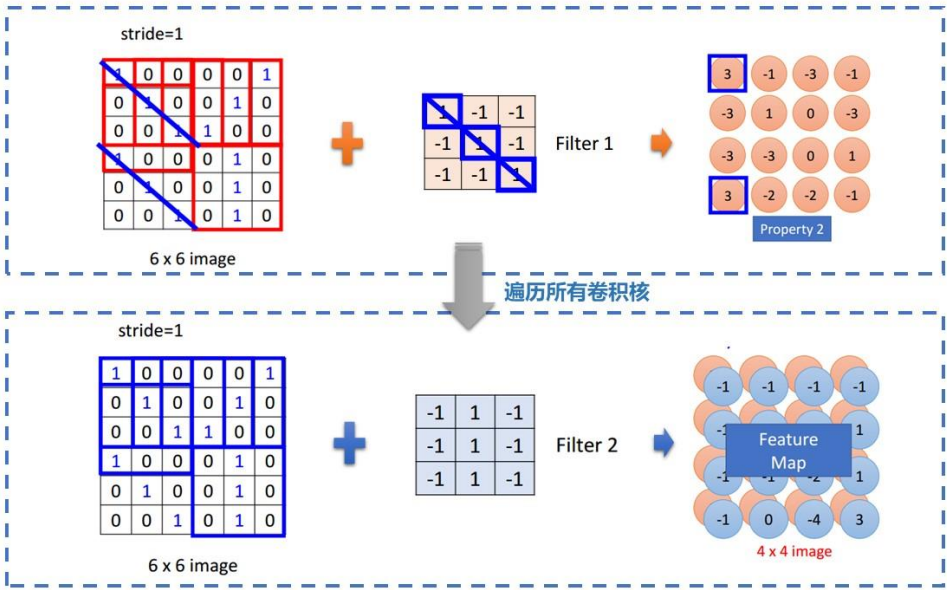 stride=1
1 0 0 0 0 1
0 1 0 0 1 0
0 0 1 1 0 0
1 0 0 0 1 0
0 1 0 0 1 0
0 0 1 0 1 0
6 x 6 image
1 -1 -1
-1 1 -1
-1 -1 1
Filter 1
3 -1 -3 -1
-3 1 0 -3
-3 -3 0 1
3 -2 -2 -1
Property 2
遍历所有卷积核
stride=1
1 0 0 0 0 1
0 1 0 0 1 0
0 0 1 1 0 0
1 0 0 0 1 0
0 1 0 0 1 0
0 0 1 0 1 0
6 x 6 image
-1 1 -1
-1 1 -1
-1 1 -1
Filter 2
-1 -1 -1 -1
1
Feature
Map
-1 -1 -2 1
-1 0 -4 3
4 x 4 image